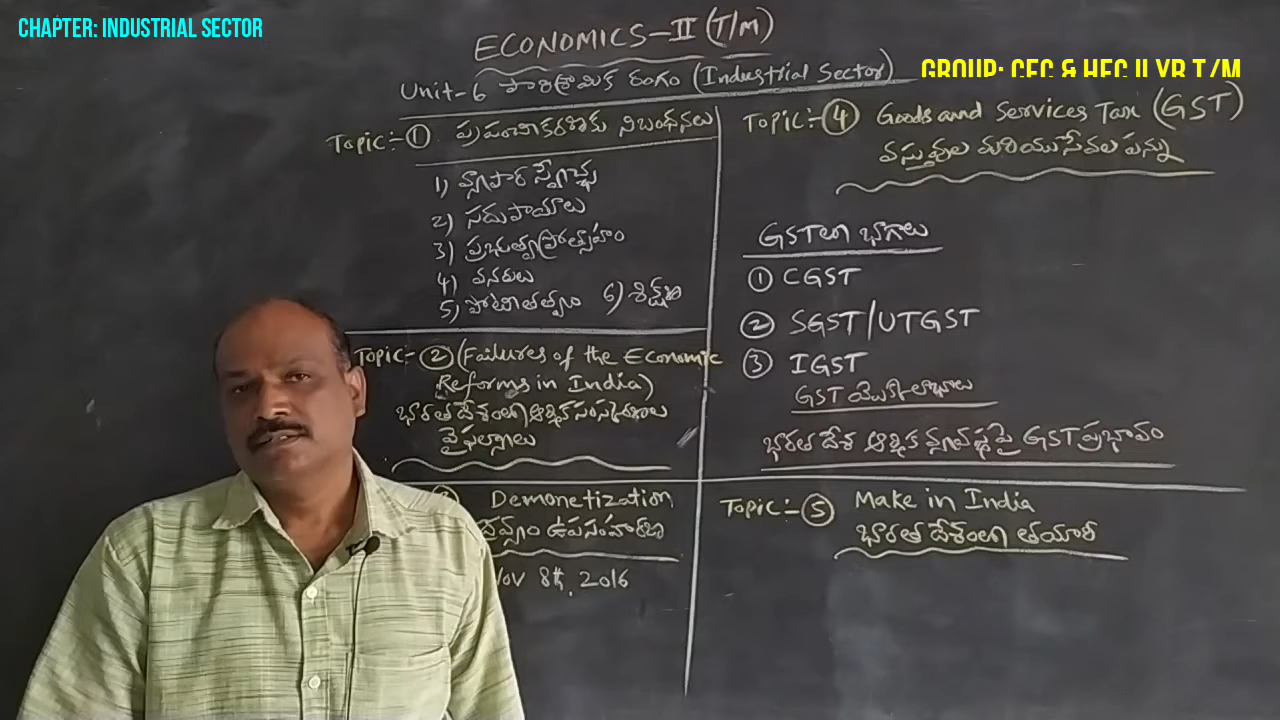 CHAPTER: INDUSTRIAL SECTOR
GROUP: CEC & HEC II YR T/M
ECONOMICS-II (T/M)
Unit-6 పారిశ్రామిక రంగం (Industrial Sector)
Topic:-① ప్రపంచీకరణకు నిబంధనలు
1) వ్యాపార స్వేచ్ఛ
2) సదుపాయాలు
3) ప్రభుత్వ ప్రోత్సాహం
4) వనరులు
5) పోటీతత్వం 6) శిక్షణ
Topic-② (Failures of the Economic
Reforms in India)
భారతదేశంలో ఆర్థిక సంస్కరణల
వైఫల్యాలు
Demonetization
ద్రవ్యం ఉపసంహరణ
Nov 8th, 2016
Topic:-④ Goods and Services Tax (GST)
వస్తువుల మరియు సేవల పన్ను
GSTలో భాగాలు
① CGST
② SGST/UTGST
③ IGST
GST యొక్క లాభాలు
భారత దేశ ఆర్థిక వ్యవస్థపై GST ప్రభావం
Topic:-⑤ Make in India
భారత దేశంలో తయారీ